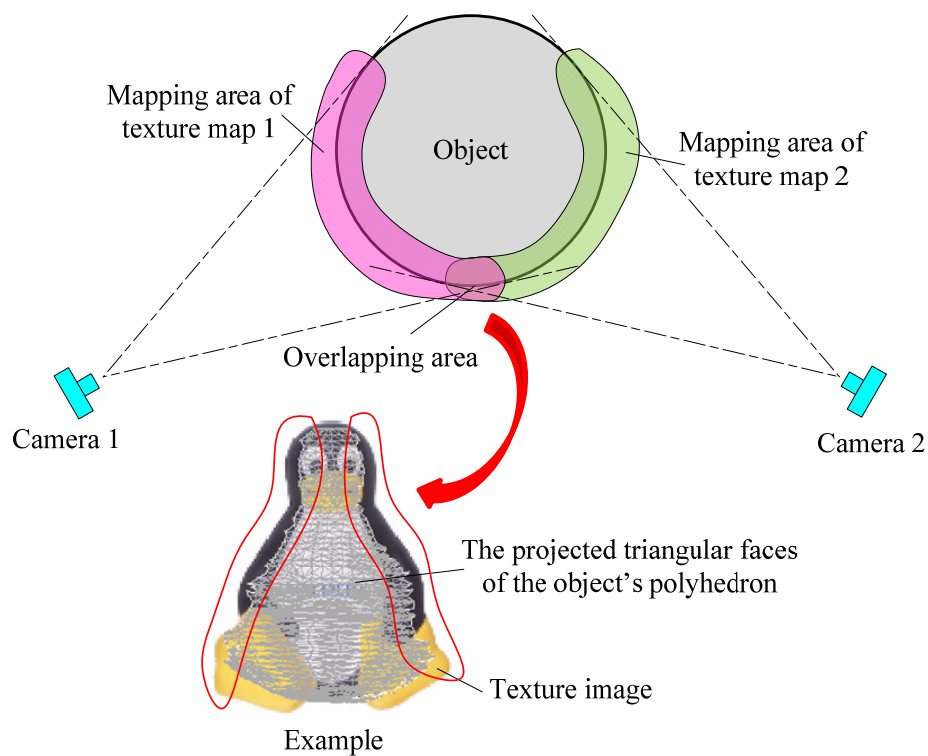 Mapping area of
texture map 1
Object
Mapping area of
texture map 2
Overlapping area
Camera 1
Camera 2
The projected triangular faces
of the object's polyhedron
Texture image
Example